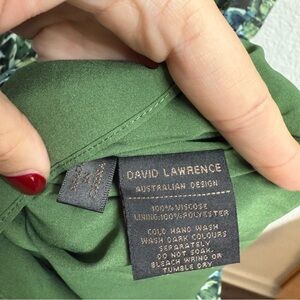 DAVID LAWRENCE
AUSTRALIAN DESIGN
100%VISCOSE
LINING:100%POLYESTER
COLD HAND WASH
WASH DARK COLOURS
SEPARATELY
DO NOT SOAK,
BLEACH WRING OR
TUMBLE DRY